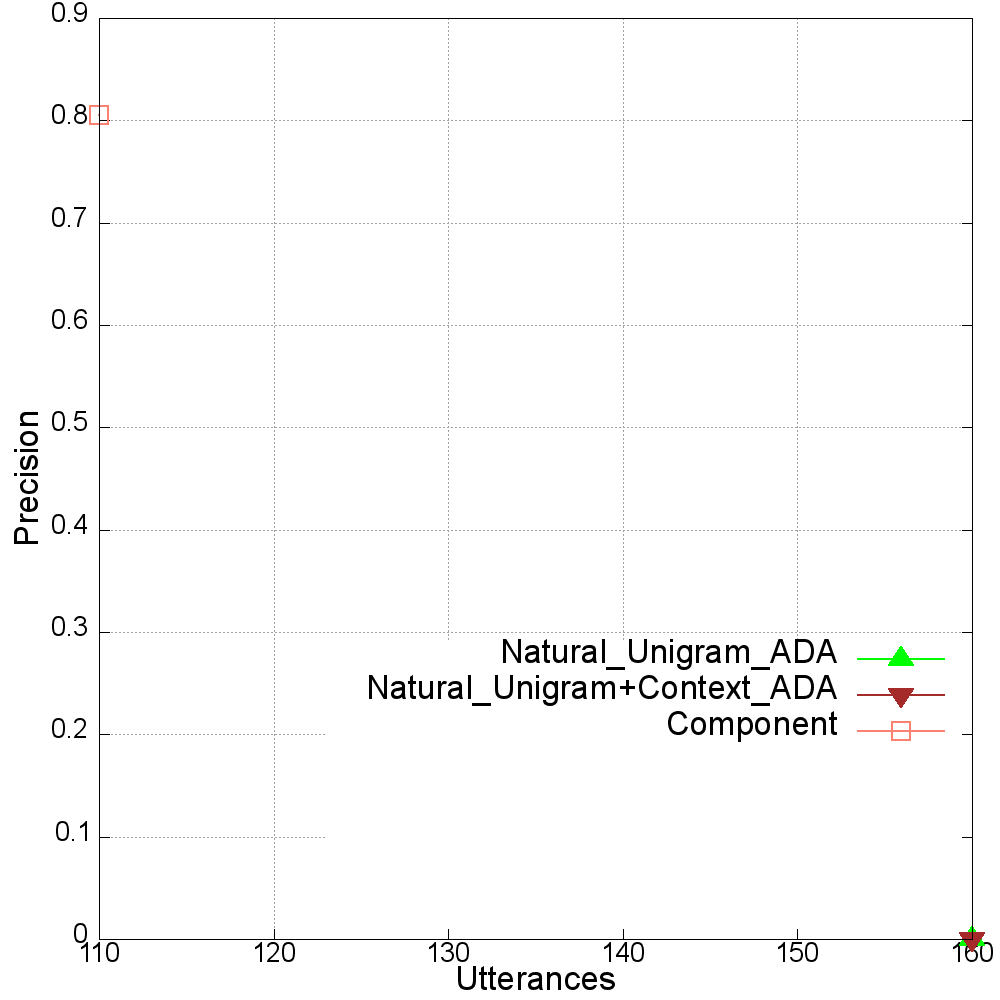 0.9
0.8
0.7
0.6
0.5
0.4
0.3
0.2
0.1
0
Precision
Natural_Unigram_ADA
Natural_Unigram+Context_ADA
Component
110 120 130 140 150 160
Utterances